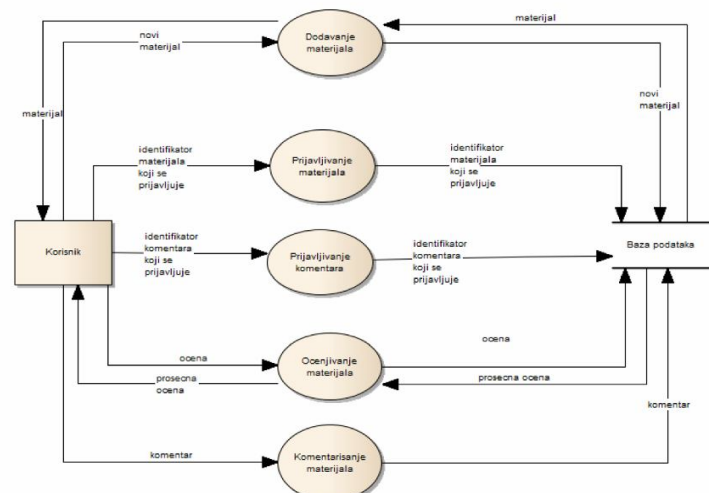 materijal
Dodavanje
materijala
novi
materijal
novi
materijal
materijal
identifikator
materijala
koji se
prijavljuje
Prijavljivanje
materijala
identifikator
materijala
koji se
prijavljuje
Korisnik
identifikator
komentara
koji se
prijavljuje
Prijavljivanje
komentara
identifikator
komentara
koji se
prijavljuje
Baza podataka
ocena
Ocenjivanje
materijala
ocena
prosecna
ocena
prosecna ocena
komentar
komentar
Komentarisanje
materijala